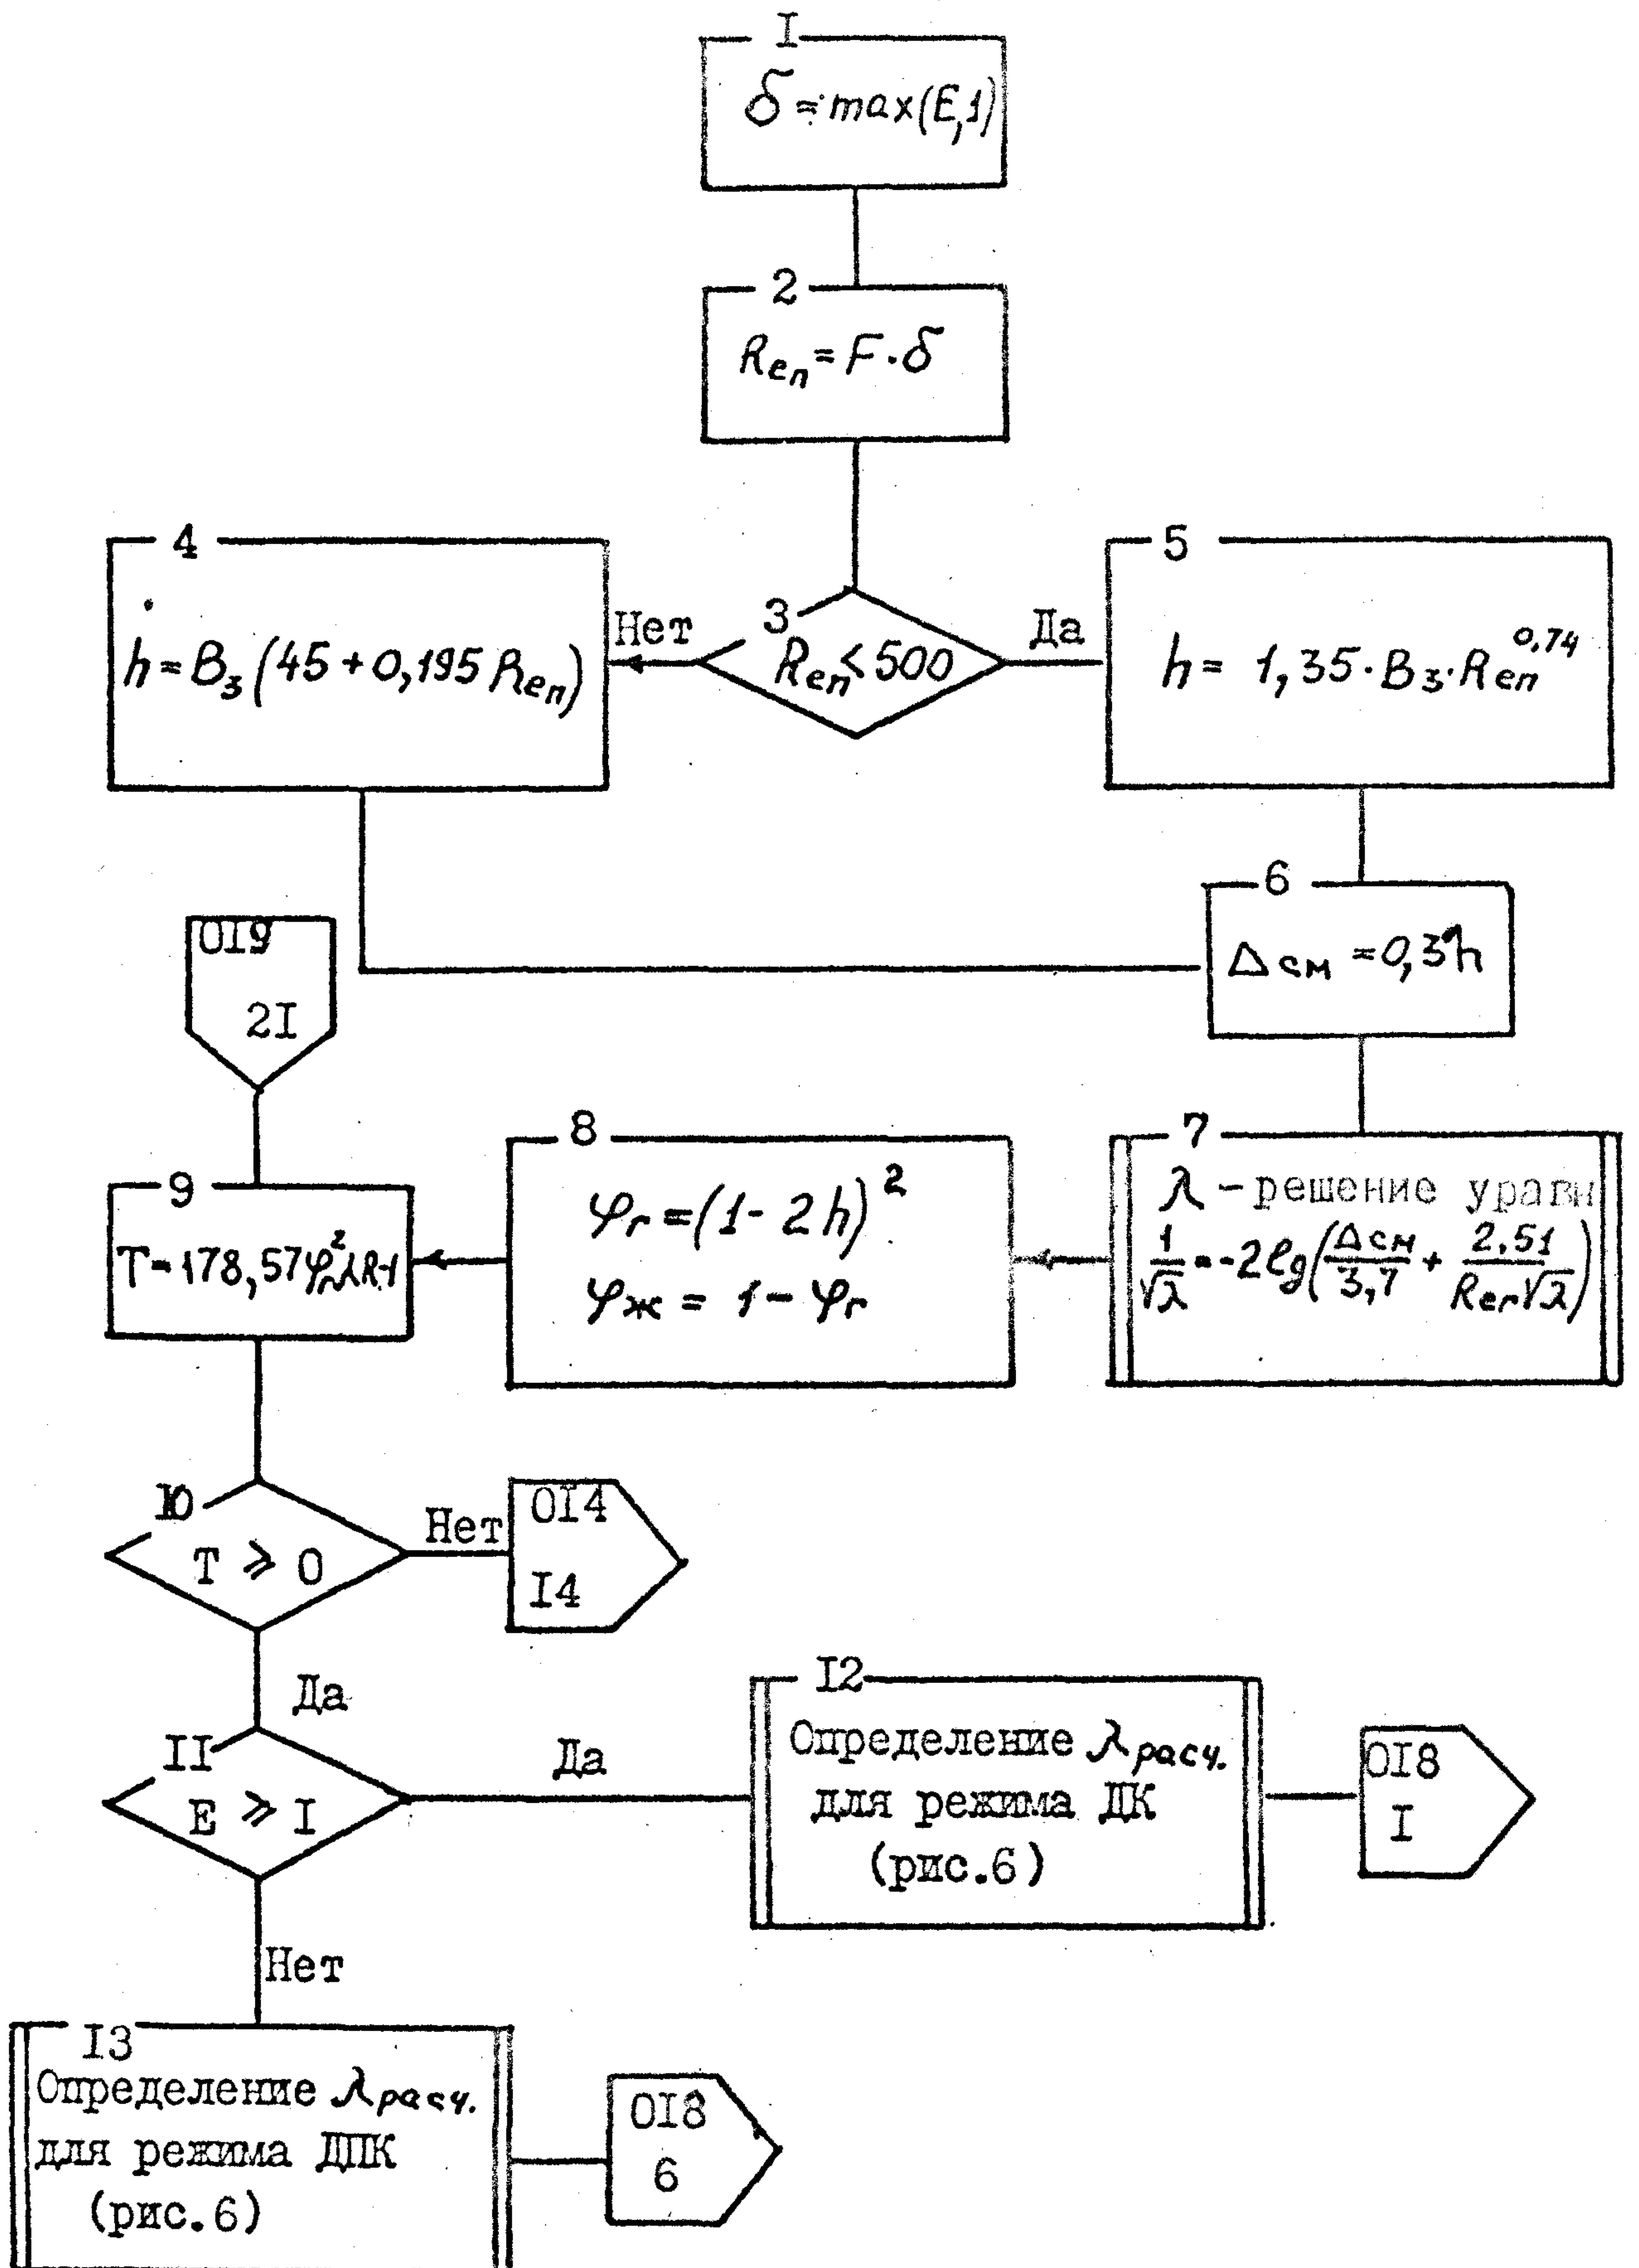 I
δ = max(E,1)
2
Reп = F·δ
3
Reп < 500
Нет
Да
4
h = B₃(45 + 0,195 Reп)
5
h = 1,35·B₃·Reп^0,74
6
Δсм = 0,3h
7
λ - решение уравн
1/√λ = -2lg(Δсм/3,7 + 2,51/(Reг√λ))
8
φг = (1 - 2h)²
φж = 1 - φг
0I9
2I
9
T=178,57φг²λR-1
10
T ⩾ 0
Нет
0I4
I4
Да
II
E ⩾ I
Да
I2
Определение λрасч.
для режима ДК
(рис.6)
0I8
I
Нет
I3
Определение λрасч.
для режима ДПК
(рис.6)
0I8
6